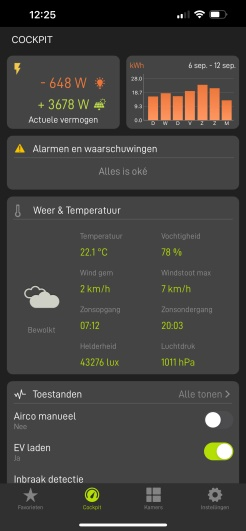 12:25
COCKPIT
- 648 W
+ 3678 W
Actuele vermogen
kWh
6 sep. - 12 sep.
28.0
18.7
9.3
0.0
D W D V Z Z M
Alarmen en waarschuwingen
Alles is oké
Weer & Temperatuur
Temperatuur
Vochtigheid
22.1 °C
78 %
Wind gem
Windstoot max
2 km/h
7 km/h
Zonsopgang
Zonsondergang
07:12
20:03
Bewolkt
Helderheid
Luchtdruk
43276 lux
1011 hPa
Toestanden
Alle tonen >
Airco manueel
Nee
EV laden
Ja
Inbraak detectie
Favorieten
Cockpit
Kamers
Instellingen